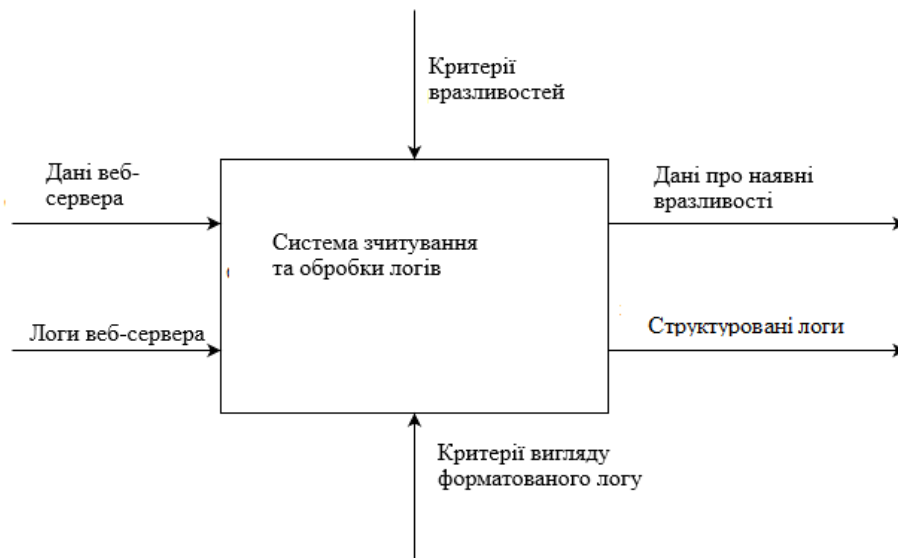 Критерії
вразливостей
Дані веб-
сервера
Дані про наявні
вразливості
Система зчитування
та обробки логів
Логи веб-сервера
Структуровані логи
Критерії вигляду
форматованого логу